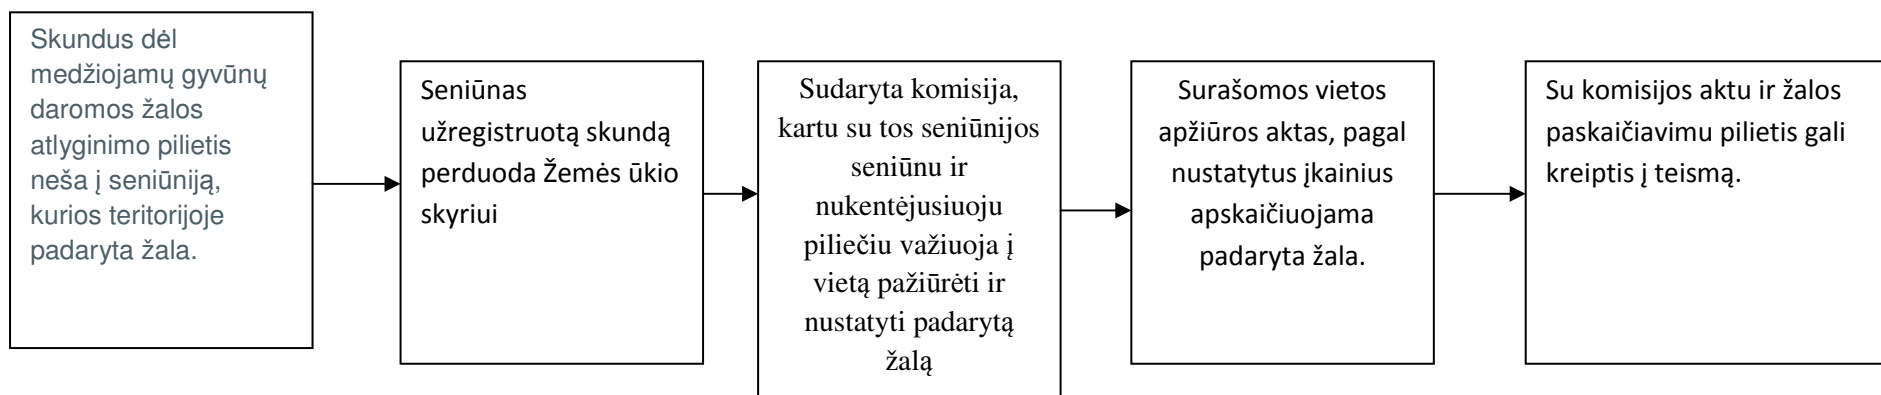 Skundus dėl
medžiojamų gyvūnų
daromos žalos
atlyginimo pilietis
neša į seniūniją,
kurios teritorijoje
padaryta žala.
Seniūnas
užregistruotą skundą
perduoda Žemės ūkio
skyriui
Sudaryta komisija,
kartu su tos seniūnijos
seniūnu ir
nukentėjusiuoju
piliečiu važiuoja į
vietą pažiūrėti ir
nustatyti padarytą
žalą
Surašomos vietos
apžiūros aktas, pagal
nustatytus įkainius
apskaičiuojama
padaryta žala.
Su komisijos aktu ir žalos
paskaičiavimu pilietis gali
kreiptis į teismą.